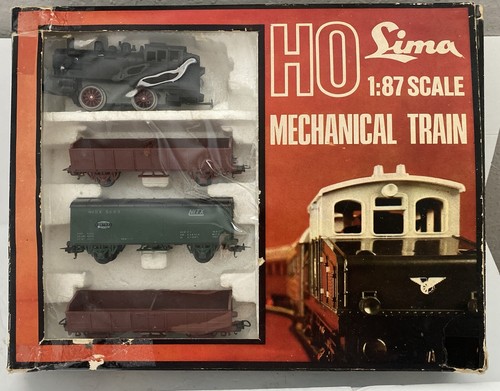 HO Lima
1:87 SCALE
MECHANICAL TRAIN